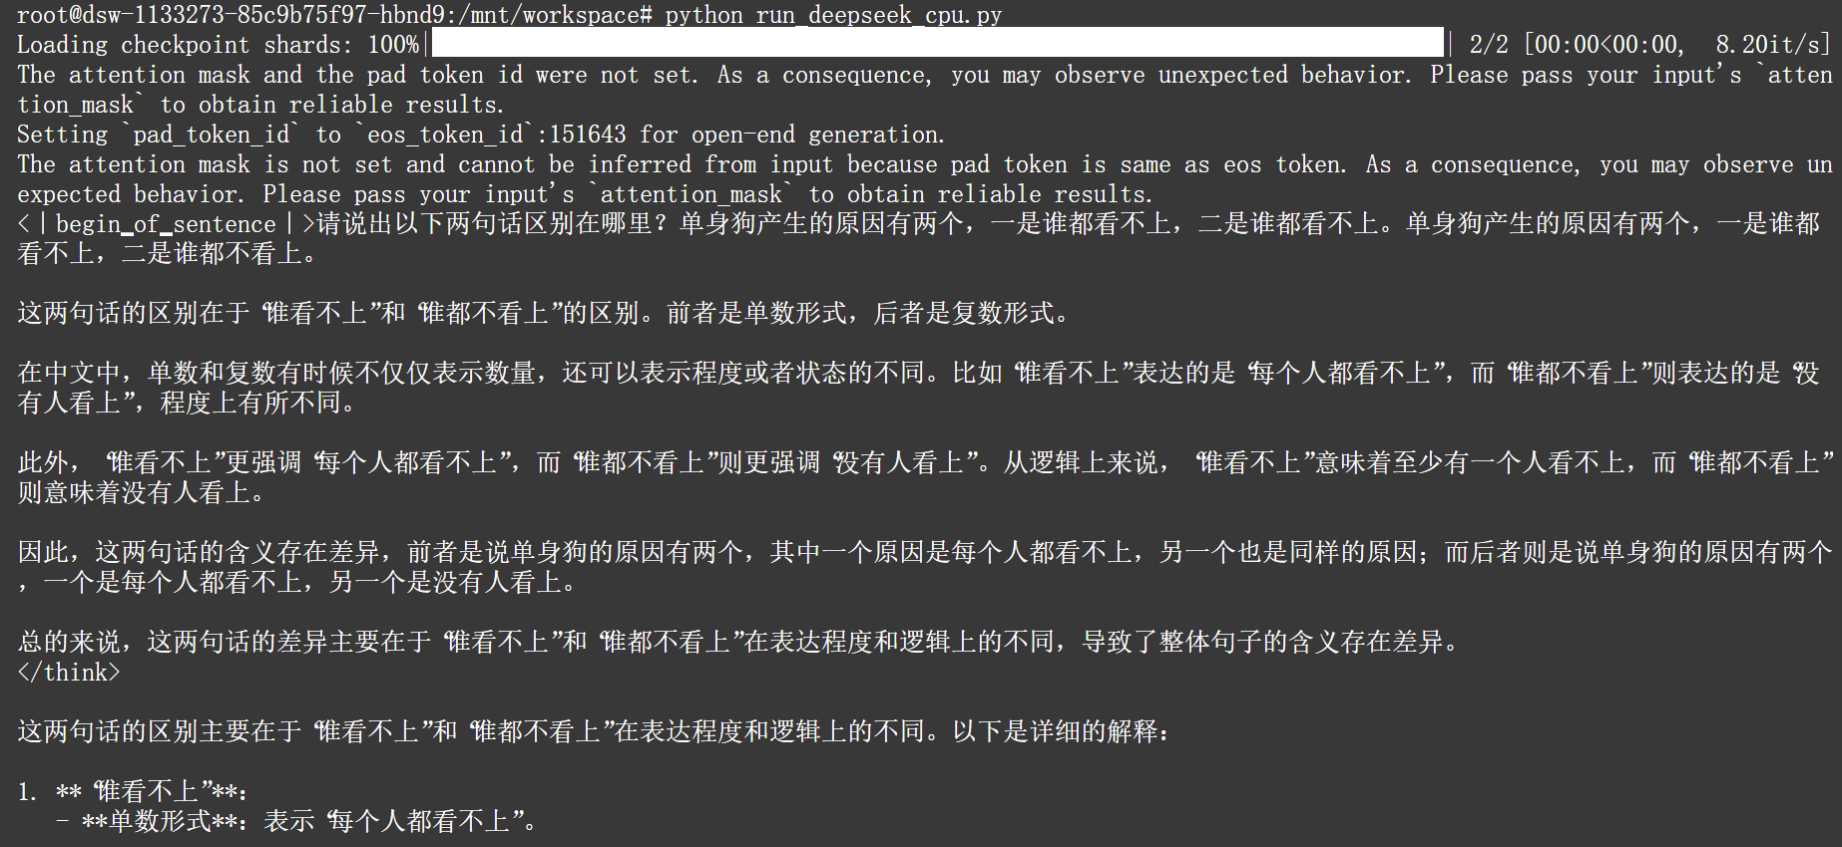 root@dsw-1133273-85c9b75f97-hbnd9:/mnt/workspace# python run_deepseek_cpu.py
Loading checkpoint shards: 100%| | 2/2 [00:00<00:00,  8.20it/s]
The attention mask and the pad token id were not set. As a consequence, you may observe unexpected behavior. Please pass your input's `atten
tion_mask` to obtain reliable results.
Setting `pad_token_id` to `eos_token_id`:151643 for open-end generation.
The attention mask is not set and cannot be inferred from input because pad token is same as eos token. As a consequence, you may observe un
expected behavior. Please pass your input's `attention_mask` to obtain reliable results.
<｜begin▁of▁sentence｜>请说出以下两句话区别在哪里？单身狗产生的原因有两个，一是谁都看不上，二是谁都看不上。单身狗产生的原因有两个，一是谁都
看不上，二是谁都不看上。
这两句话的区别在于“谁看不上”和“谁都不看上”的区别。前者是单数形式，后者是复数形式。
在中文中，单数和复数有时候不仅仅表示数量，还可以表示程度或者状态的不同。比如“谁看不上”表达的是“每个人都看不上”，而“谁都不看上”则表达的是“没
有人看上”，程度上有所不同。
此外，“谁看不上”更强调“每个人都看不上”，而“谁都不看上”则更强调“没有人看上”。从逻辑上来说，“谁看不上”意味着至少有一个人看不上，而“谁都不看上”
则意味着没有人看上。
因此，这两句话的含义存在差异，前者是说单身狗的原因有两个，其中一个原因是每个人都看不上，另一个也是同样的原因；而后者则是说单身狗的原因有两个
，一个是每个人都看不上，另一个是没有人看上。
总的来说，这两句话的差异主要在于“谁看不上”和“谁都不看上”在表达程度和逻辑上的不同，导致了整体句子的含义存在差异。
</think>
这两句话的区别主要在于“谁看不上”和“谁都不看上”在表达程度和逻辑上的不同。以下是详细的解释：
1. **“谁看不上”**：
- **单数形式**：表示“每个人都看不上”。